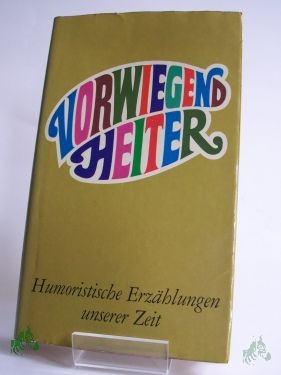 VORWIEGEND
HEITER
Humoristische Erzählungen
unserer Zeit